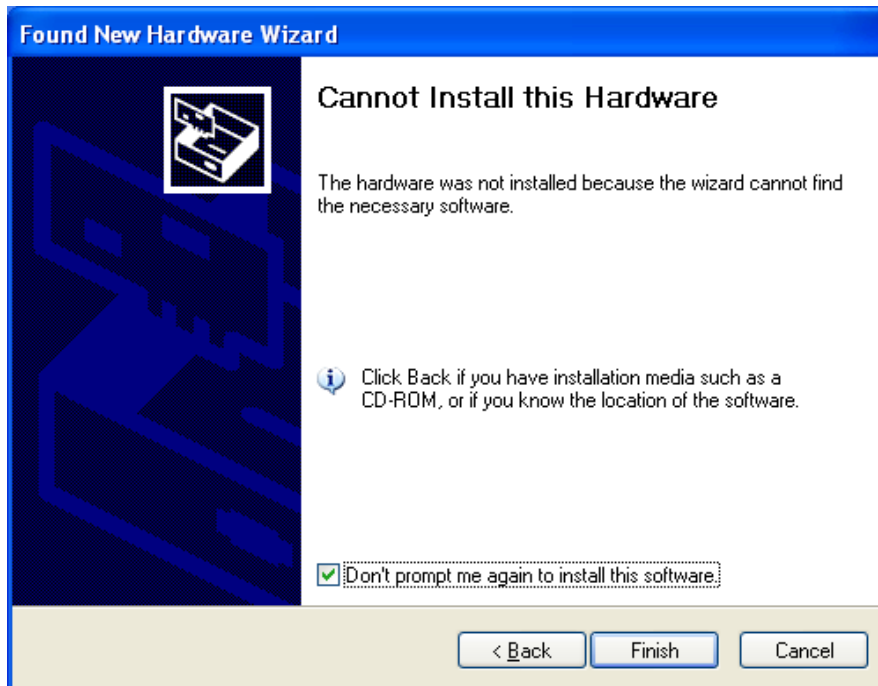 Found New Hardware Wizard
Cannot Install this Hardware
The hardware was not installed because the wizard cannot find
the necessary software.
Click Back if you have installation media such as a
CD-ROM, or if you know the location of the software.
Don't prompt me again to install this software.
< Back Finish Cancel